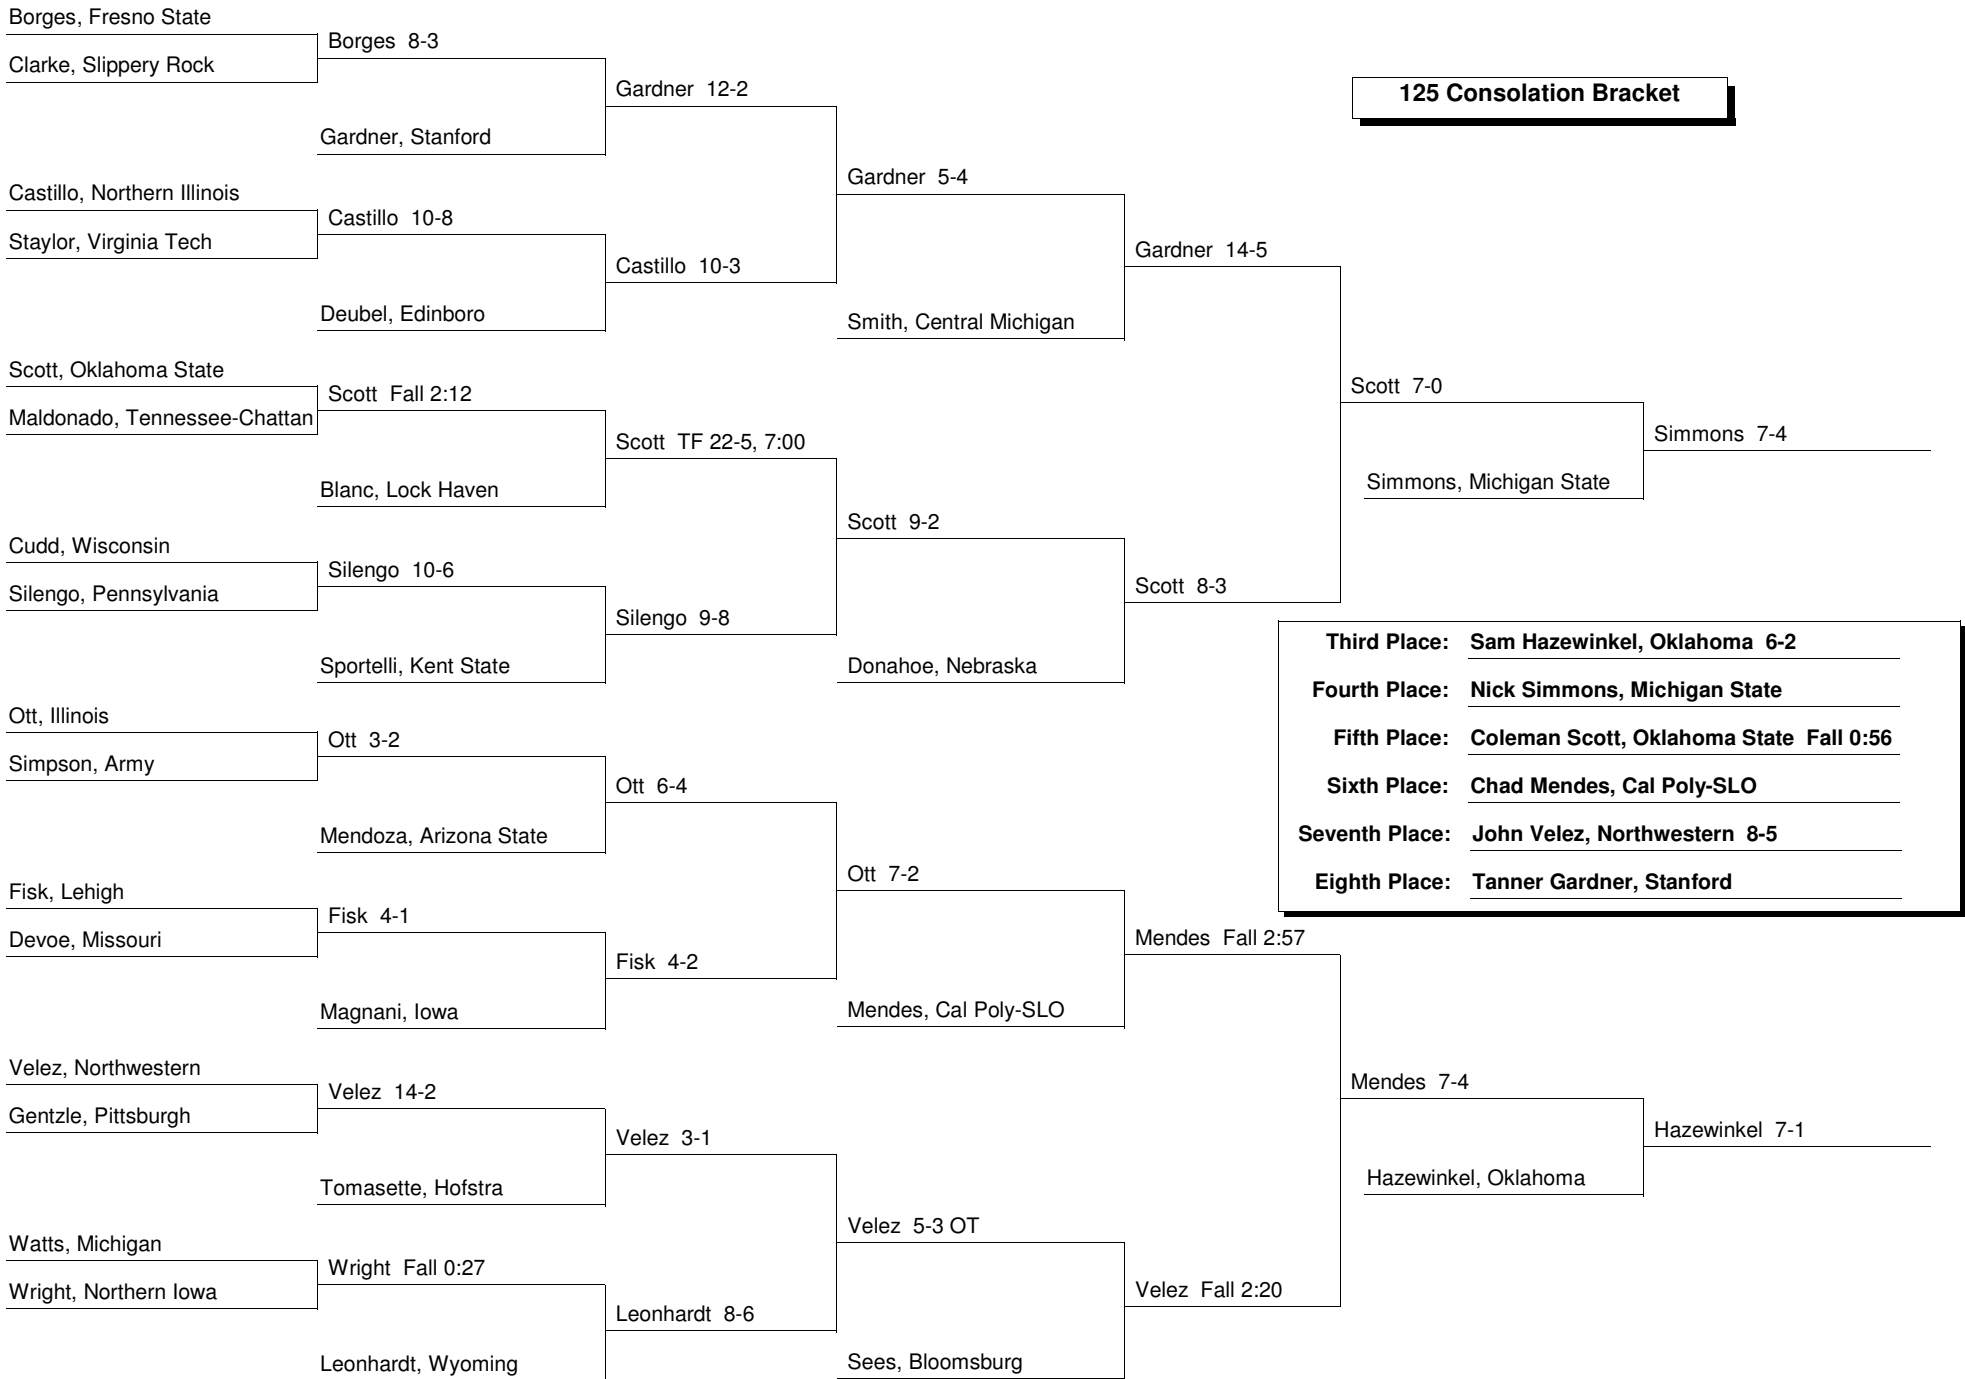 Borges, Fresno State
Borges 8-3
Clarke, Slippery Rock
Gardner 12-2
125 Consolation Bracket
Gardner, Stanford
Gardner 5-4
Castillo, Northern Illinois
Castillo 10-8
Staylor, Virginia Tech
Gardner 14-5
Castillo 10-3
Deubel, Edinboro
Smith, Central Michigan
Scott, Oklahoma State
Scott 7-0
Scott Fall 2:12
Maldonado, Tennessee-Chattan
Simmons 7-4
Scott TF 22-5, 7:00
Simmons, Michigan State
Blanc, Lock Haven
Scott 9-2
Cudd, Wisconsin
Silengo 10-6
Scott 8-3
Silengo, Pennsylvania
Silengo 9-8
Third Place: Sam Hazewinkel, Oklahoma 6-2
Sportelli, Kent State
Donahoe, Nebraska
Fourth Place: Nick Simmons, Michigan State
Ott, Illinois
Ott 3-2
Fifth Place: Coleman Scott, Oklahoma State Fall 0:56
Simpson, Army
Ott 6-4
Sixth Place: Chad Mendes, Cal Poly-SLO
Mendoza, Arizona State
Seventh Place: John Velez, Northwestern 8-5
Ott 7-2
Eighth Place: Tanner Gardner, Stanford
Fisk, Lehigh
Fisk 4-1
Devoe, Missouri
Mendes Fall 2:57
Fisk 4-2
Magnani, Iowa
Mendes, Cal Poly-SLO
Velez, Northwestern
Mendes 7-4
Velez 14-2
Gentzle, Pittsburgh
Hazewinkel 7-1
Velez 3-1
Hazewinkel, Oklahoma
Tomasette, Hofstra
Velez 5-3 OT
Watts, Michigan
Wright Fall 0:27
Wright, Northern Iowa
Velez Fall 2:20
Leonhardt 8-6
Leonhardt, Wyoming
Sees, Bloomsburg